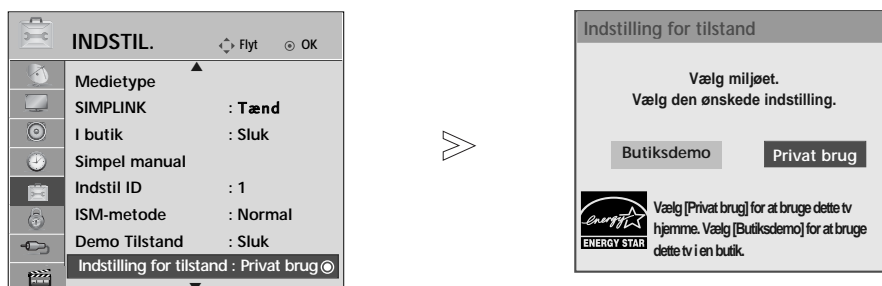 INDSTIL.
Flyt
OK
Medietype
SIMPLINK : Tænd
I butik : Sluk
Simpel manual
Indstil ID : 1
ISM-metode : Normal
Demo Tilstand : Sluk
Indstilling for tilstand : Privat brug
Indstilling for tilstand
Vælg miljøet.
Vælg den ønskede indstilling.
Butiksdemo
Privat brug
energy
ENERGY STAR
Vælg [Privat brug] for at bruge dette tv
hjemme. Vælg [Butiksdemo] for at bruge
dette tv i en butik.